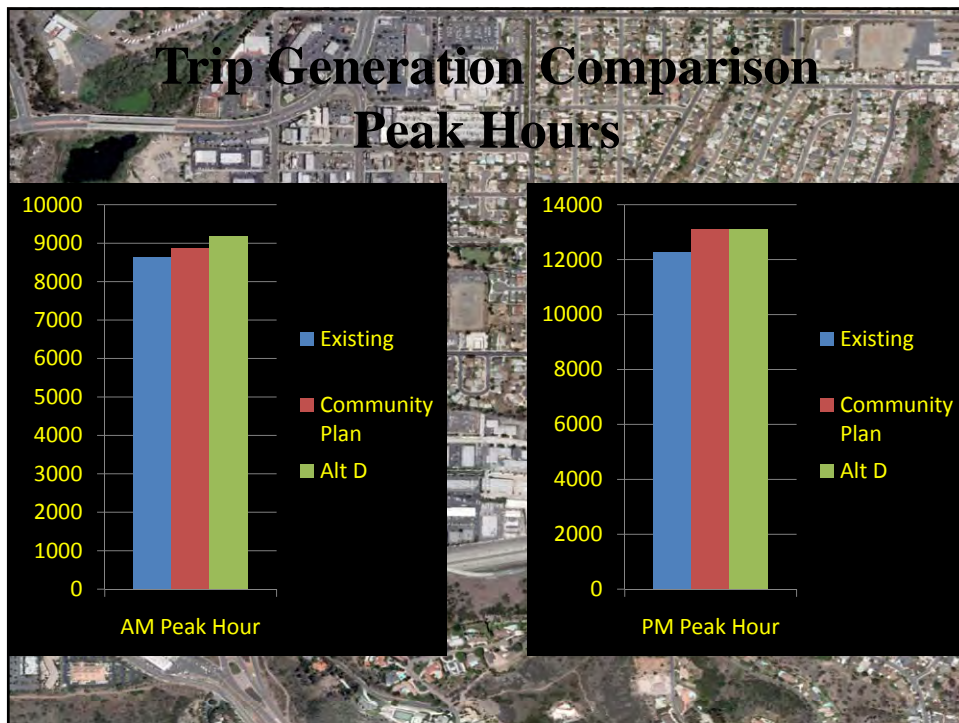 Trip Generation Comparison
Peak Hours
10000
9000
8000
7000
6000
5000
4000
3000
2000
1000
0
AM Peak Hour
Existing
Community
Plan
Alt D
14000
12000
10000
8000
6000
4000
2000
0
PM Peak Hour
Existing
Community
Plan
Alt D